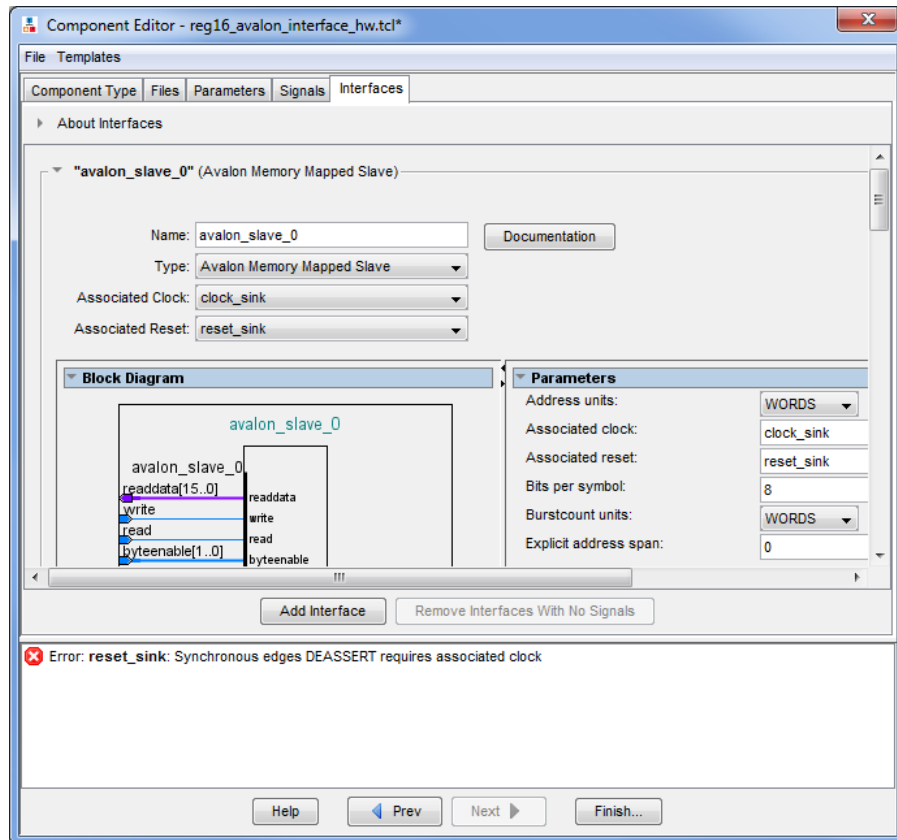 Component Editor - reg16_avalon_interface_hw.tcl*
File Templates
Component Type Files Parameters Signals Interfaces
About Interfaces
"avalon_slave_0" (Avalon Memory Mapped Slave)
Name: avalon_slave_0 Documentation
Type: Avalon Memory Mapped Slave
Associated Clock: clock_sink
Associated Reset: reset_sink
Block Diagram
avalon_slave_0
avalon_slave_0
readdata[15..0] readdata
write write
read read
byteenable[1..0] byteenable
Parameters
Address units: WORDS
Associated clock: clock_sink
Associated reset: reset_sink
Bits per symbol: 8
Burstcount units: WORDS
Explicit address span: 0
Add Interface Remove Interfaces With No Signals
Error: reset_sink: Synchronous edges DEASSERT requires associated clock
Help Prev Next Finish...